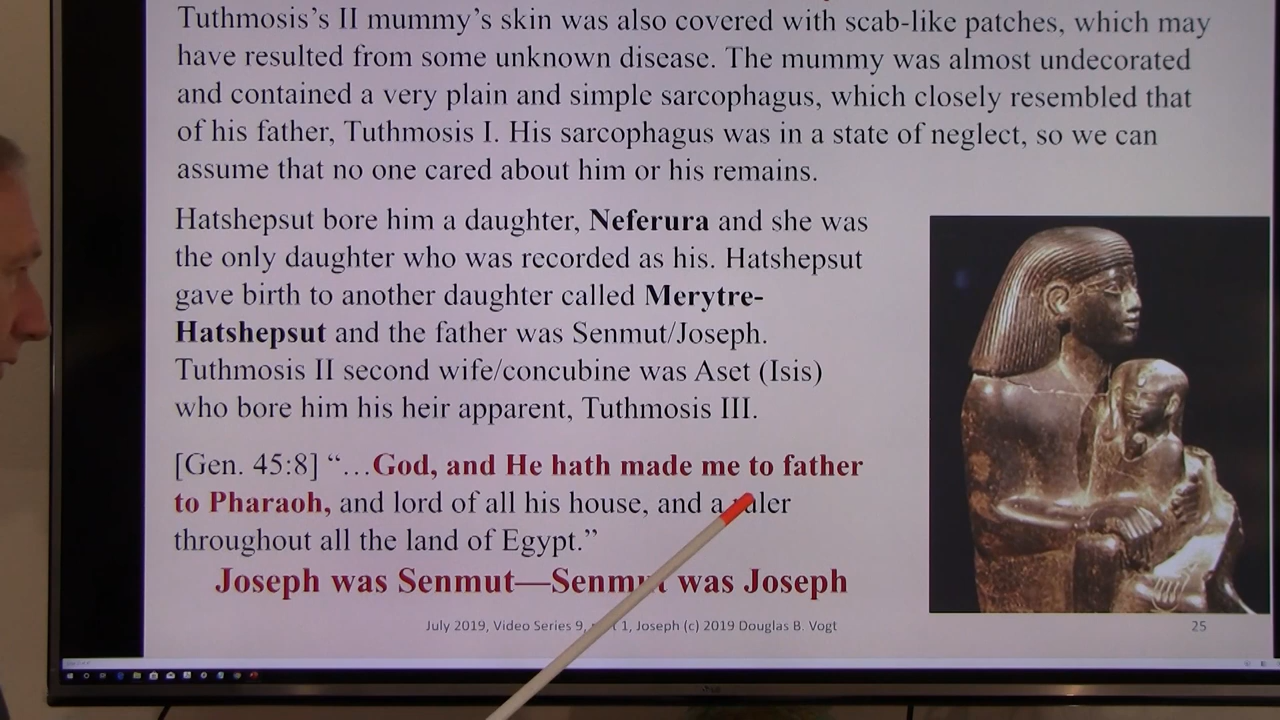 Tuthmosis's II mummy's skin was also covered with scab-like patches, which may
have resulted from some unknown disease. The mummy was almost undecorated
and contained a very plain and simple sarcophagus, which closely resembled that
of his father, Tuthmosis I. His sarcophagus was in a state of neglect, so we can
assume that no one cared about him or his remains.
Hatshepsut bore him a daughter, Neferura and she was
the only daughter who was recorded as his. Hatshepsut
gave birth to another daughter called Merytre-
Hatshepsut and the father was Senmut/Joseph.
Tuthmosis II second wife/concubine was Aset (Isis)
who bore him his heir apparent, Tuthmosis III.
[Gen. 45:8] “…God, and He hath made me to father
to Pharaoh, and lord of all his house, and a ruler
throughout all the land of Egypt.”
Joseph was Senmut—Senmut was Joseph
July 2019, Video Series 9, 1, Joseph (c) 2019 Douglas B. Vogt
25